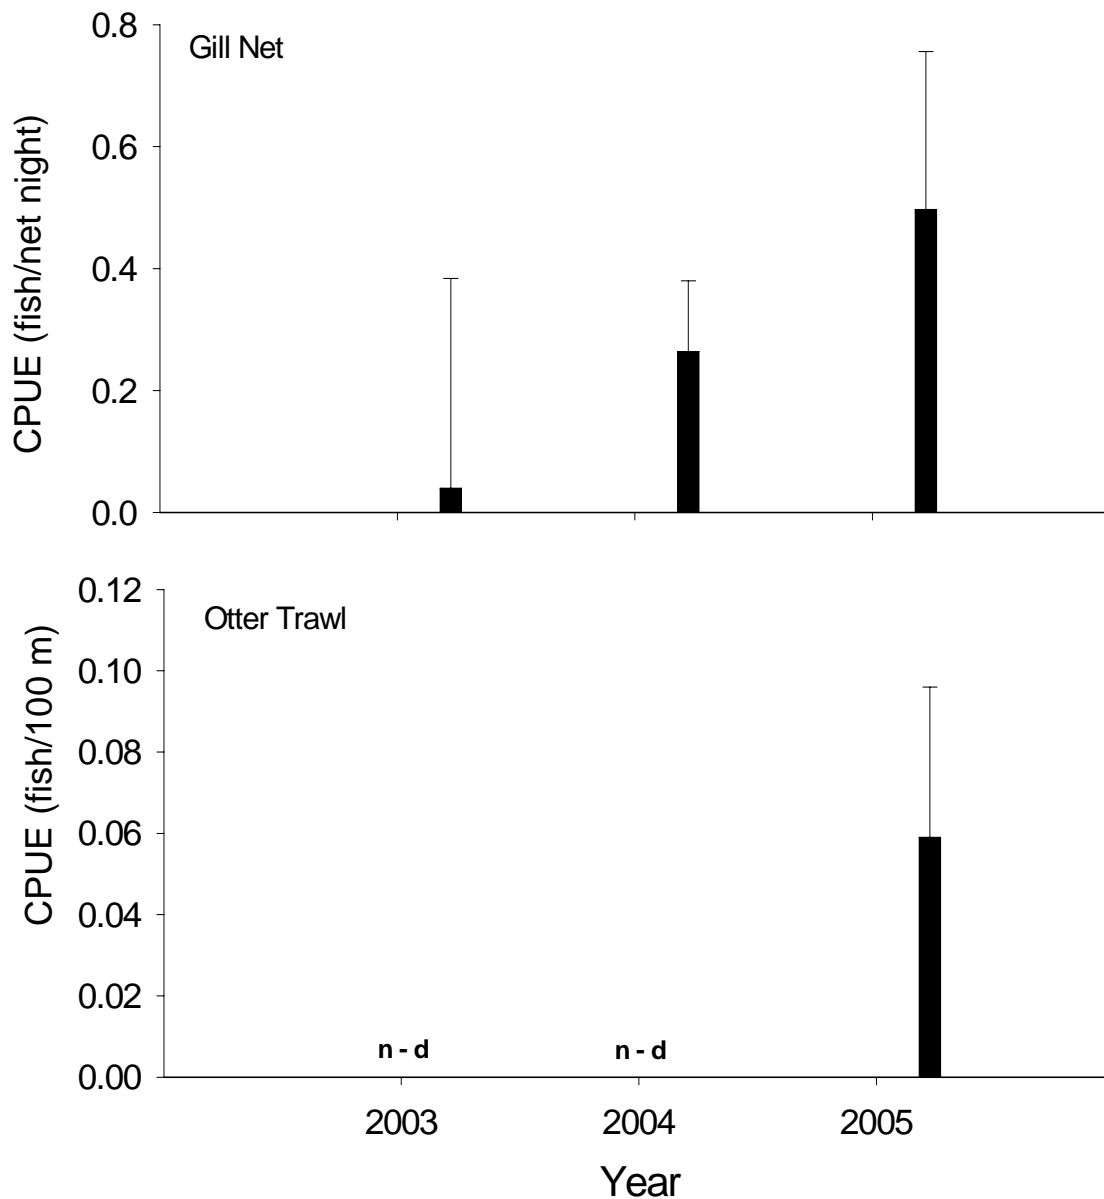 Gill Net
CPUE (fish/net night)
0.8
0.6
0.4
0.2
0.0
Otter Trawl
CPUE (fish/100 m)
0.12
0.10
0.08
0.06
0.04
0.02
0.00
n - d
n - d
2003 2004 2005
Year